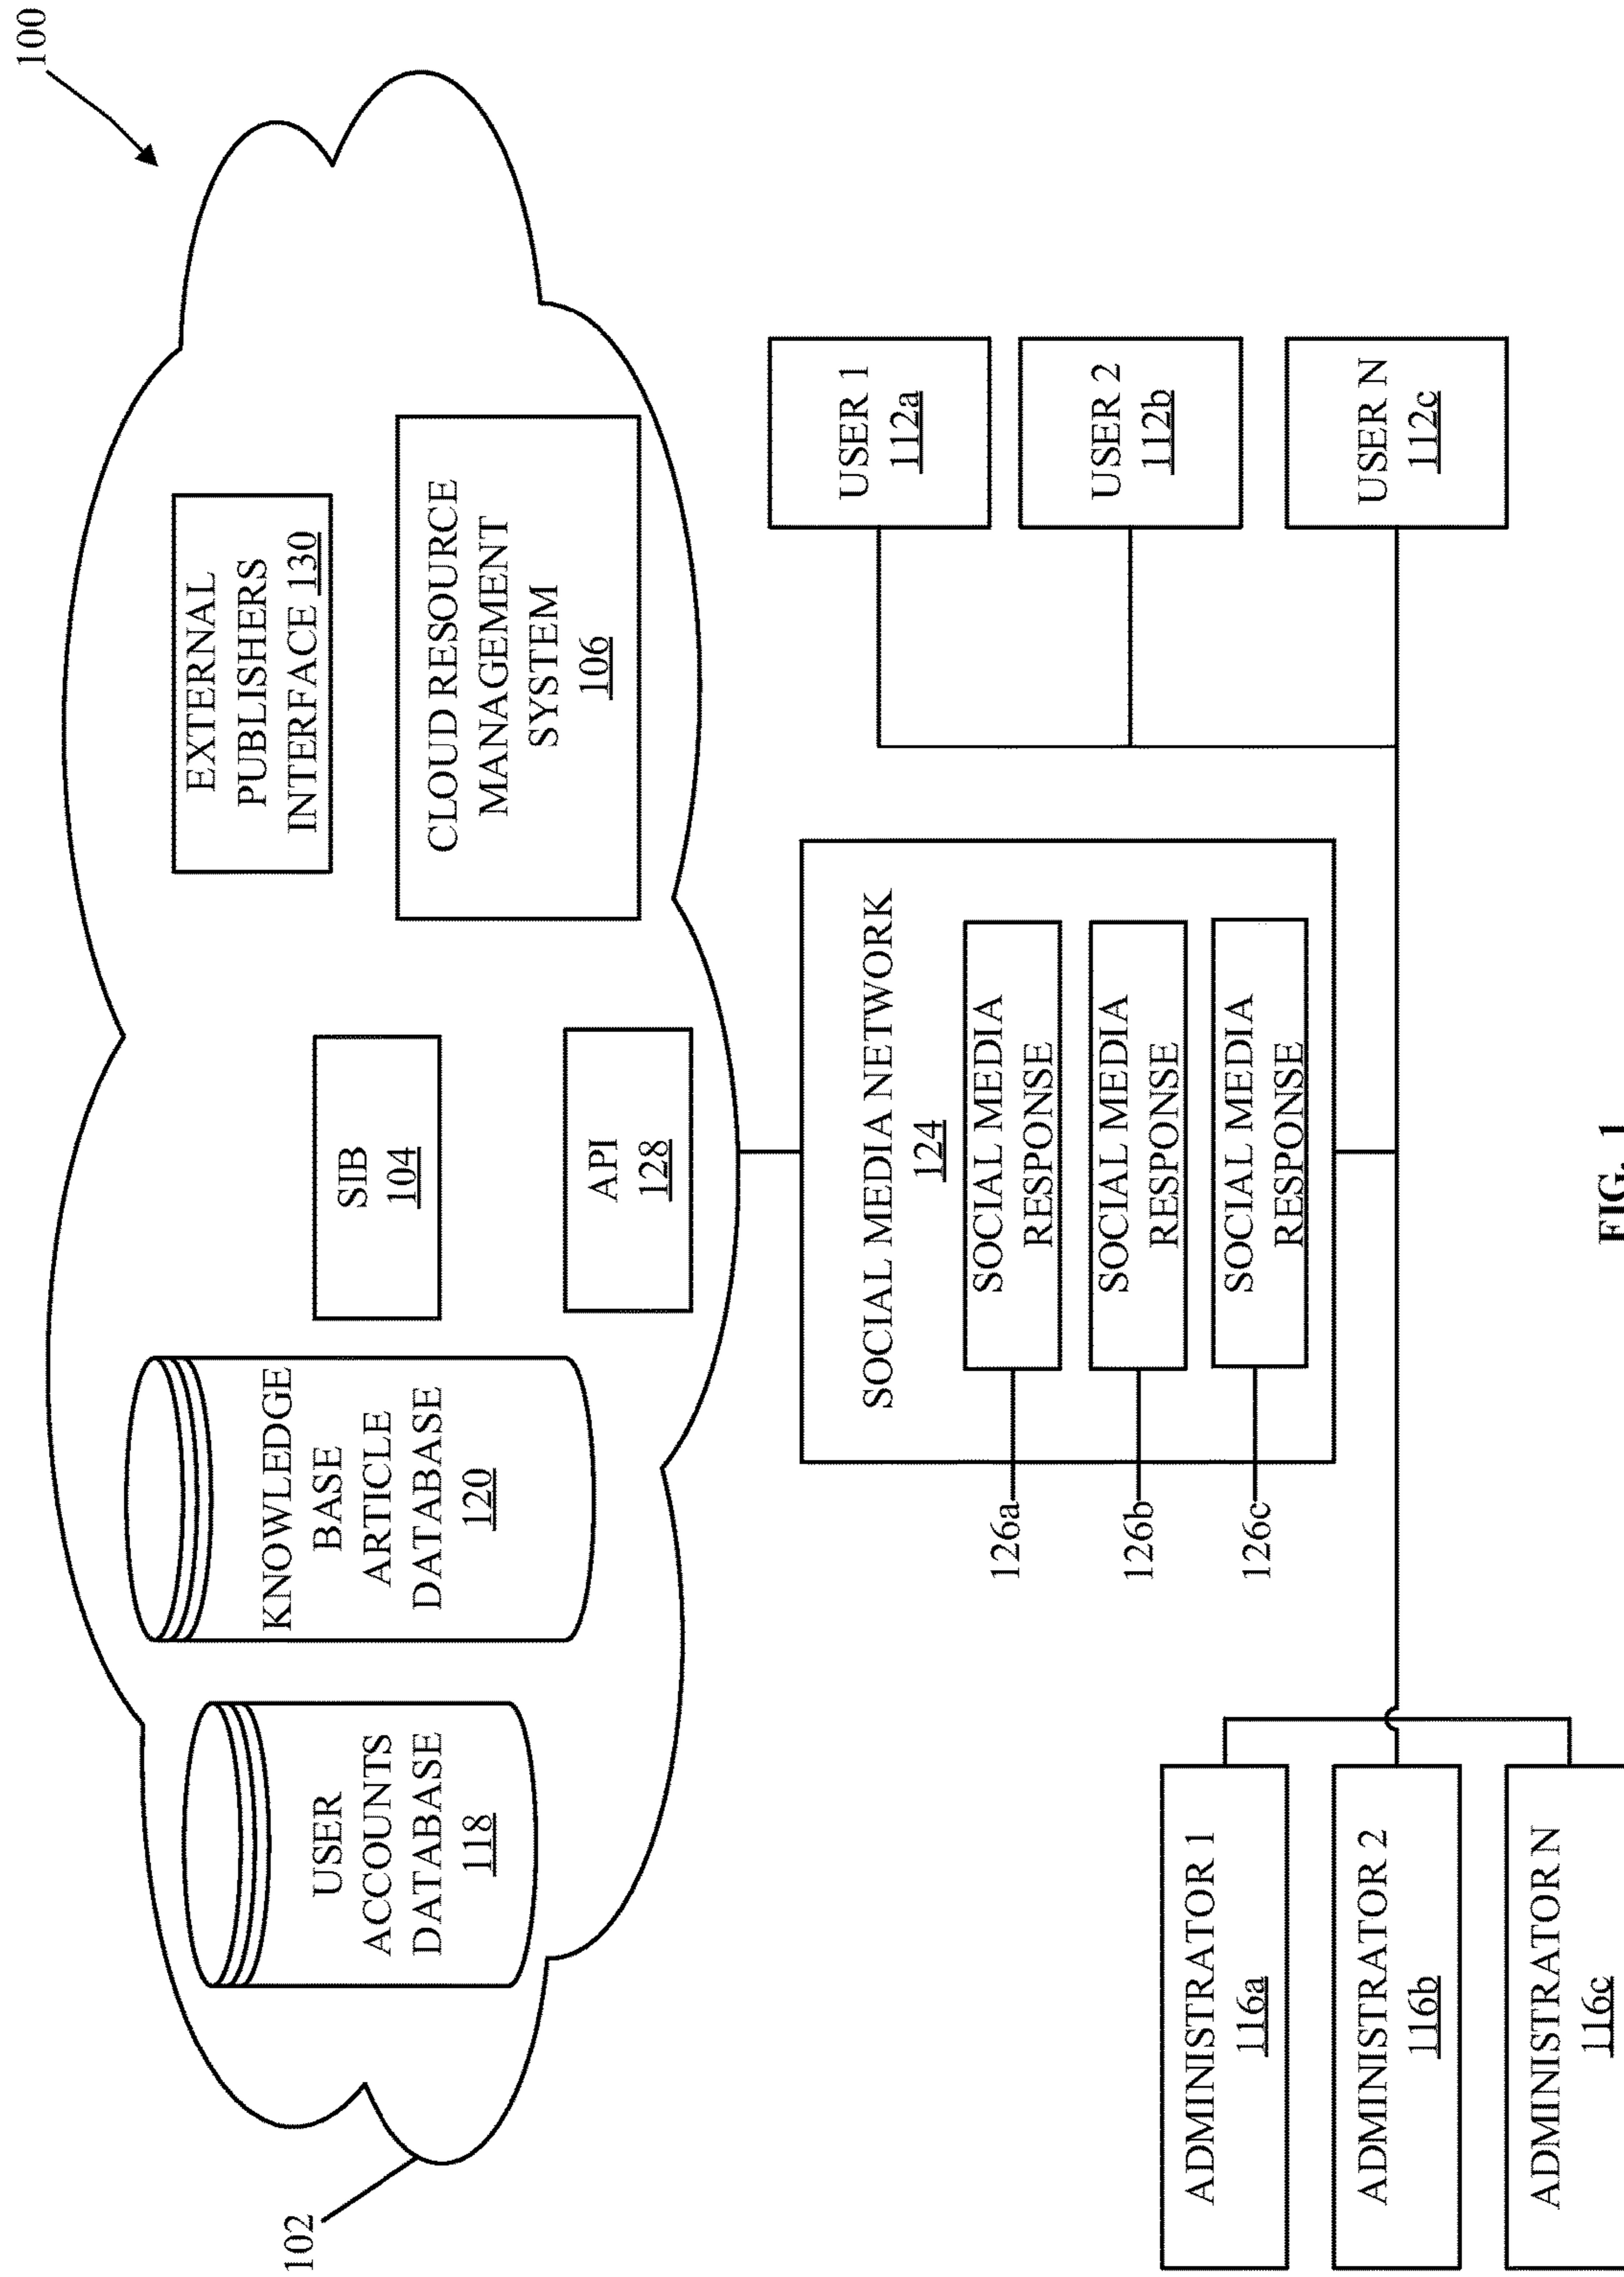 100
102
USER
ACCOUNTS
DATABASE
118
KNOWLEDGE
BASE
ARTICLE
DATABASE
120
SIB
104
API
128
EXTERNAL
PUBLISHERS
INTERFACE 130
CLOUD RESOURCE
MANAGEMENT
SYSTEM
106
SOCIAL MEDIA NETWORK
124
SOCIAL MEDIA
RESPONSE
SOCIAL MEDIA
RESPONSE
SOCIAL MEDIA
RESPONSE
126a
126b
126c
USER 1
112a
USER 2
112b
USER N
112c
ADMINISTRATOR 1
116a
ADMINISTRATOR 2
116b
ADMINISTRATOR N
116c
FIG. 1